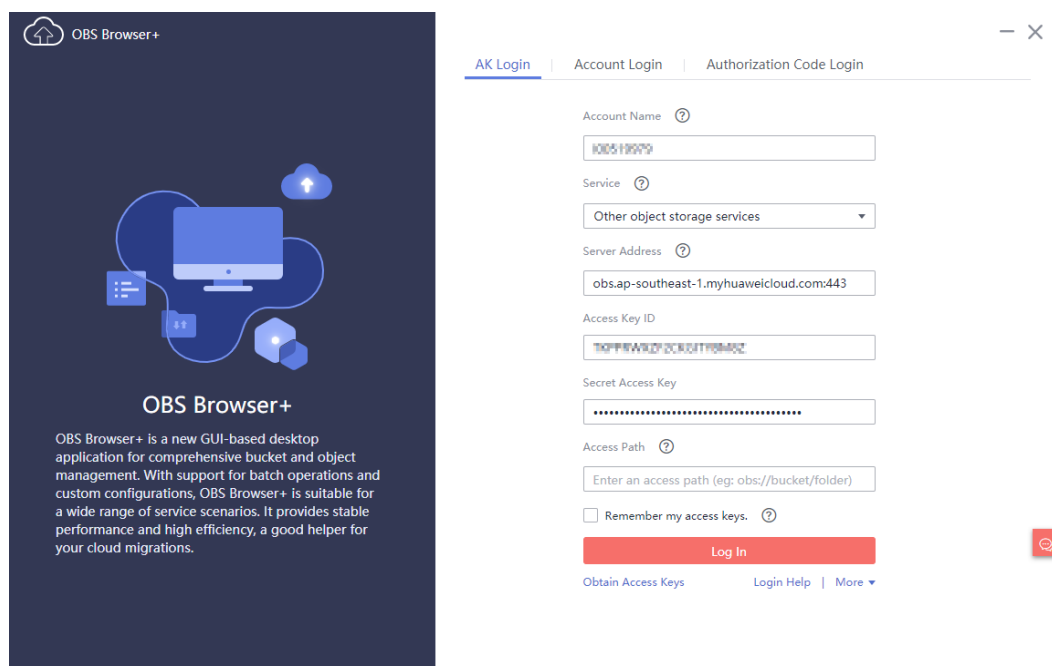 OBS Browser+
AK Login | Account Login | Authorization Code Login
Account Name
Service
Other object storage services
Server Address
obs.ap-southeast-1.myhuaweicloud.com:443
Access Key ID
Secret Access Key
Access Path
Enter an access path (eg: obs://bucket/folder)
Remember my access keys.
Log In
Obtain Access Keys Login Help | More
OBS Browser+
OBS Browser+ is a new GUI-based desktop
application for comprehensive bucket and object
management. With support for batch operations and
custom configurations, OBS Browser+ is suitable for
a wide range of service scenarios. It provides stable
performance and high efficiency, a good helper for
your cloud migrations.